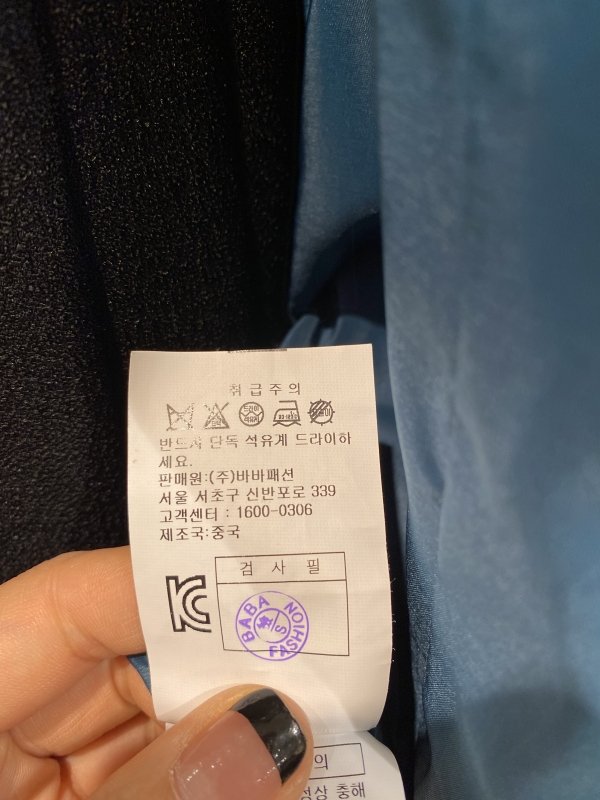 취급주의
반드시 단독 석유계 드라이하
세요.
판매원:(주)바바패션
서울 서초구 신반포로 339
고객센터 : 1600-0306
제조국:중국
검 사 필
BABA FASHION
의